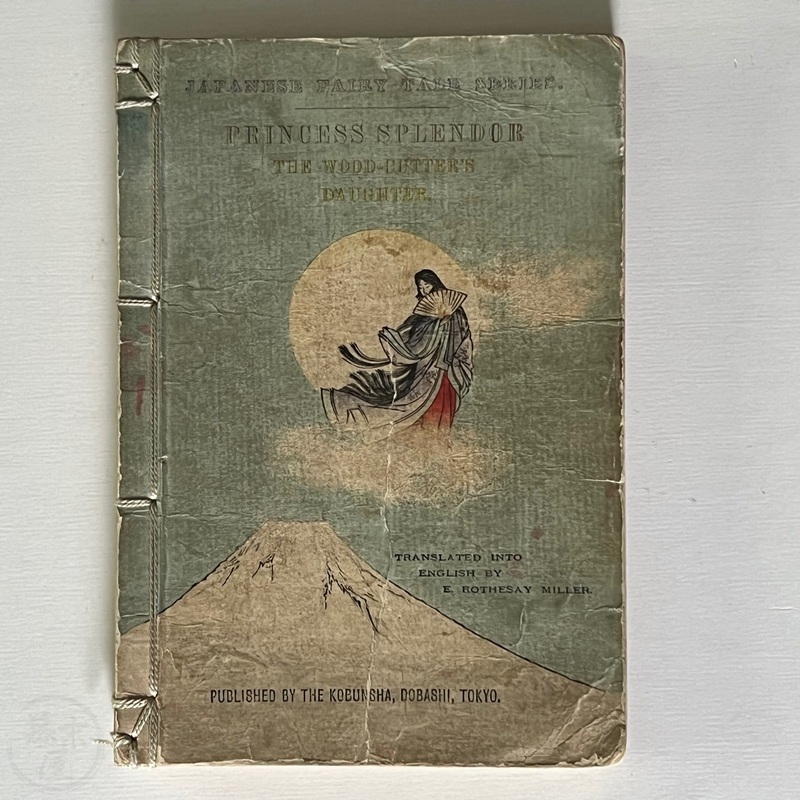 JAPANESE FAIRY TALE SERIES.
PRINCESS SPLENDOR
THE WOOD-CUTTER'S
DAUGHTER.
TRANSLATED INTO
ENGLISH BY
E. ROTHESAY MILLER.
PUBLISHED BY THE KOBUNSHA, DOBASHI, TOKYO.